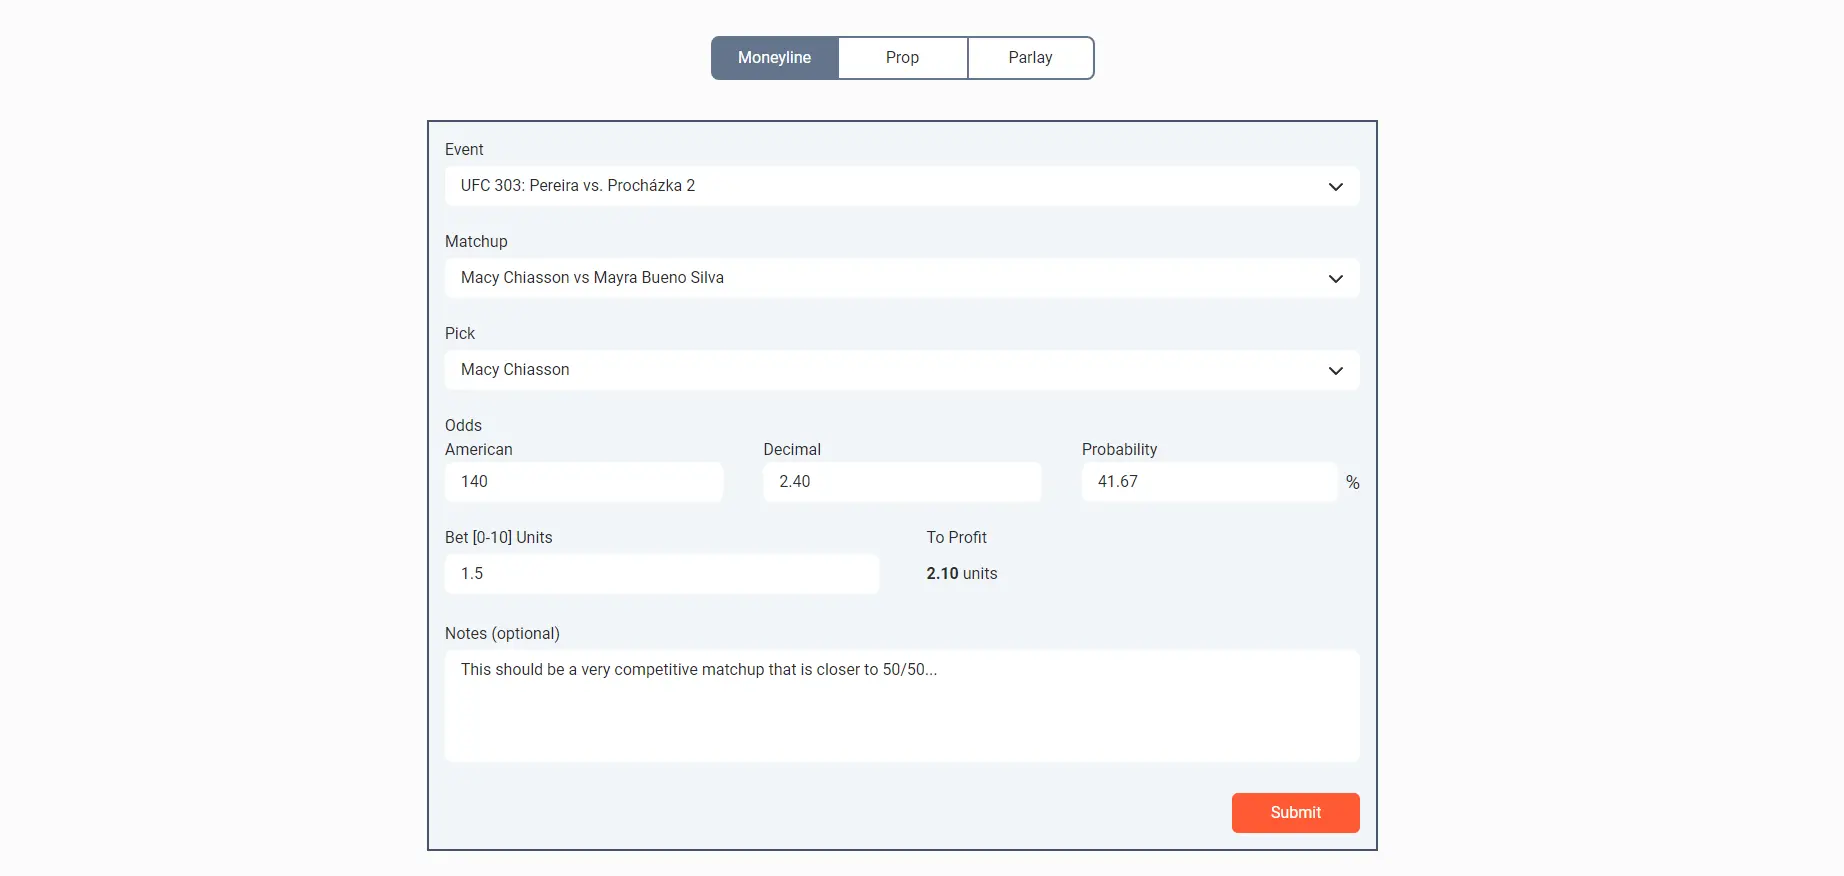 Moneyline Prop Parlay
Event
UFC 303: Pereira vs. Procházka 2
Matchup
Macy Chiasson vs Mayra Bueno Silva
Pick
Macy Chiasson
Odds
American Decimal Probability
140 2.40 41.67 %
Bet [0-10] Units To Profit
1.5 2.10 units
Notes (optional)
This should be a very competitive matchup that is closer to 50/50...
Submit